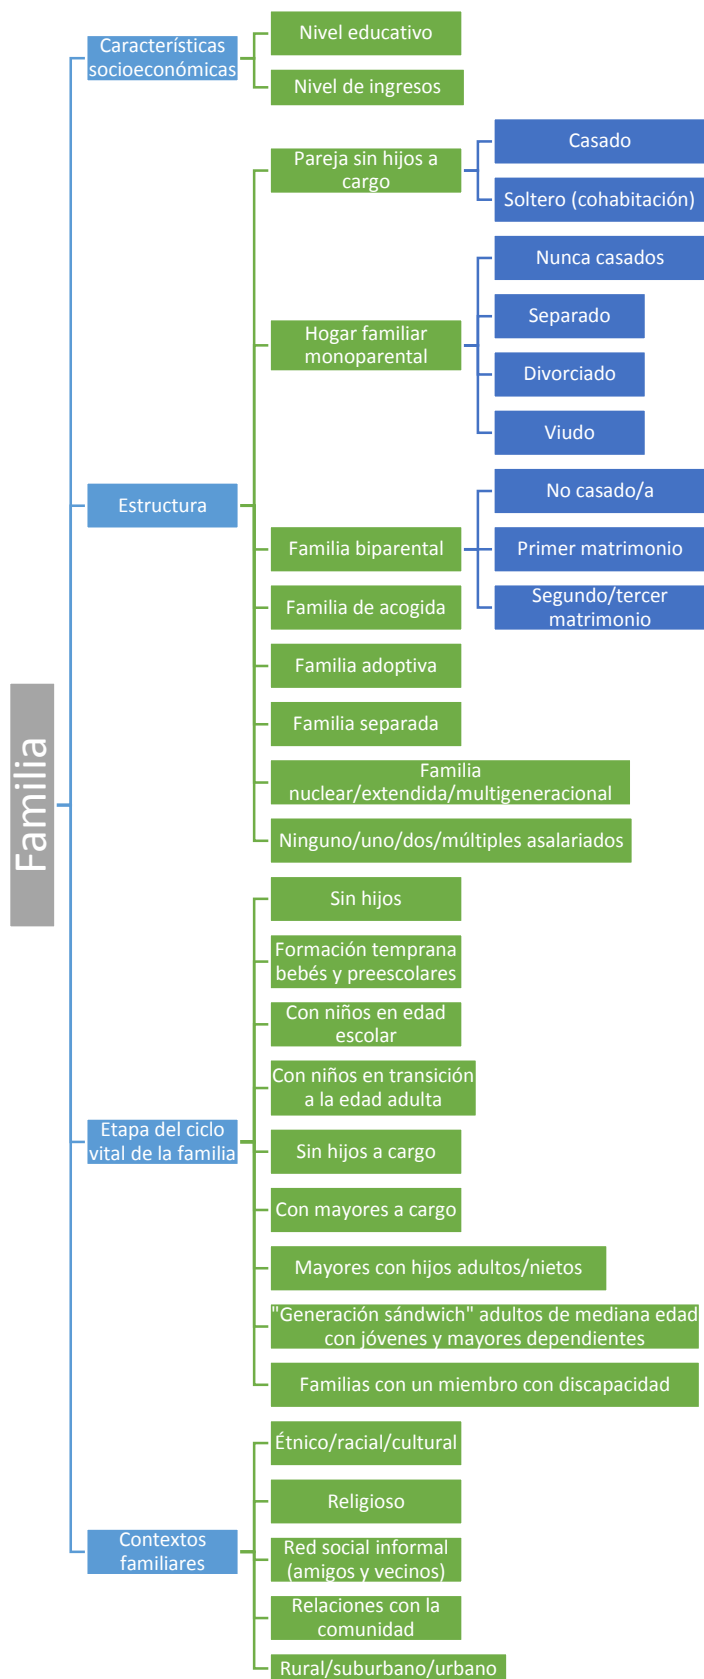 Familia
Características
socioeconómicas
Nivel educativo
Nivel de ingresos
Estructura
Pareja sin hijos a
cargo
Casado
Soltero (cohabitación)
Hogar familiar
monoparental
Nunca casados
Separado
Divorciado
Viudo
Familia biparental
No casado/a
Primer matrimonio
Segundo/tercer
matrimonio
Familia de acogida
Familia adoptiva
Familia separada
Familia
nuclear/extendida/multigeneracional
Ninguno/uno/dos/múltiples asalariados
Etapa del ciclo
vital de la familia
Sin hijos
Formación temprana
bebés y preescolares
Con niños en edad
escolar
Con niños en transición
a la edad adulta
Sin hijos a cargo
Con mayores a cargo
Mayores con hijos adultos/nietos
"Generación sándwich" adultos de mediana edad
con jóvenes y mayores dependientes
Familias con un miembro con discapacidad
Contextos
familiares
Étnico/racial/cultural
Religioso
Red social informal
(amigos y vecinos)
Relaciones con la
comunidad
Rural/suburbano/urbano